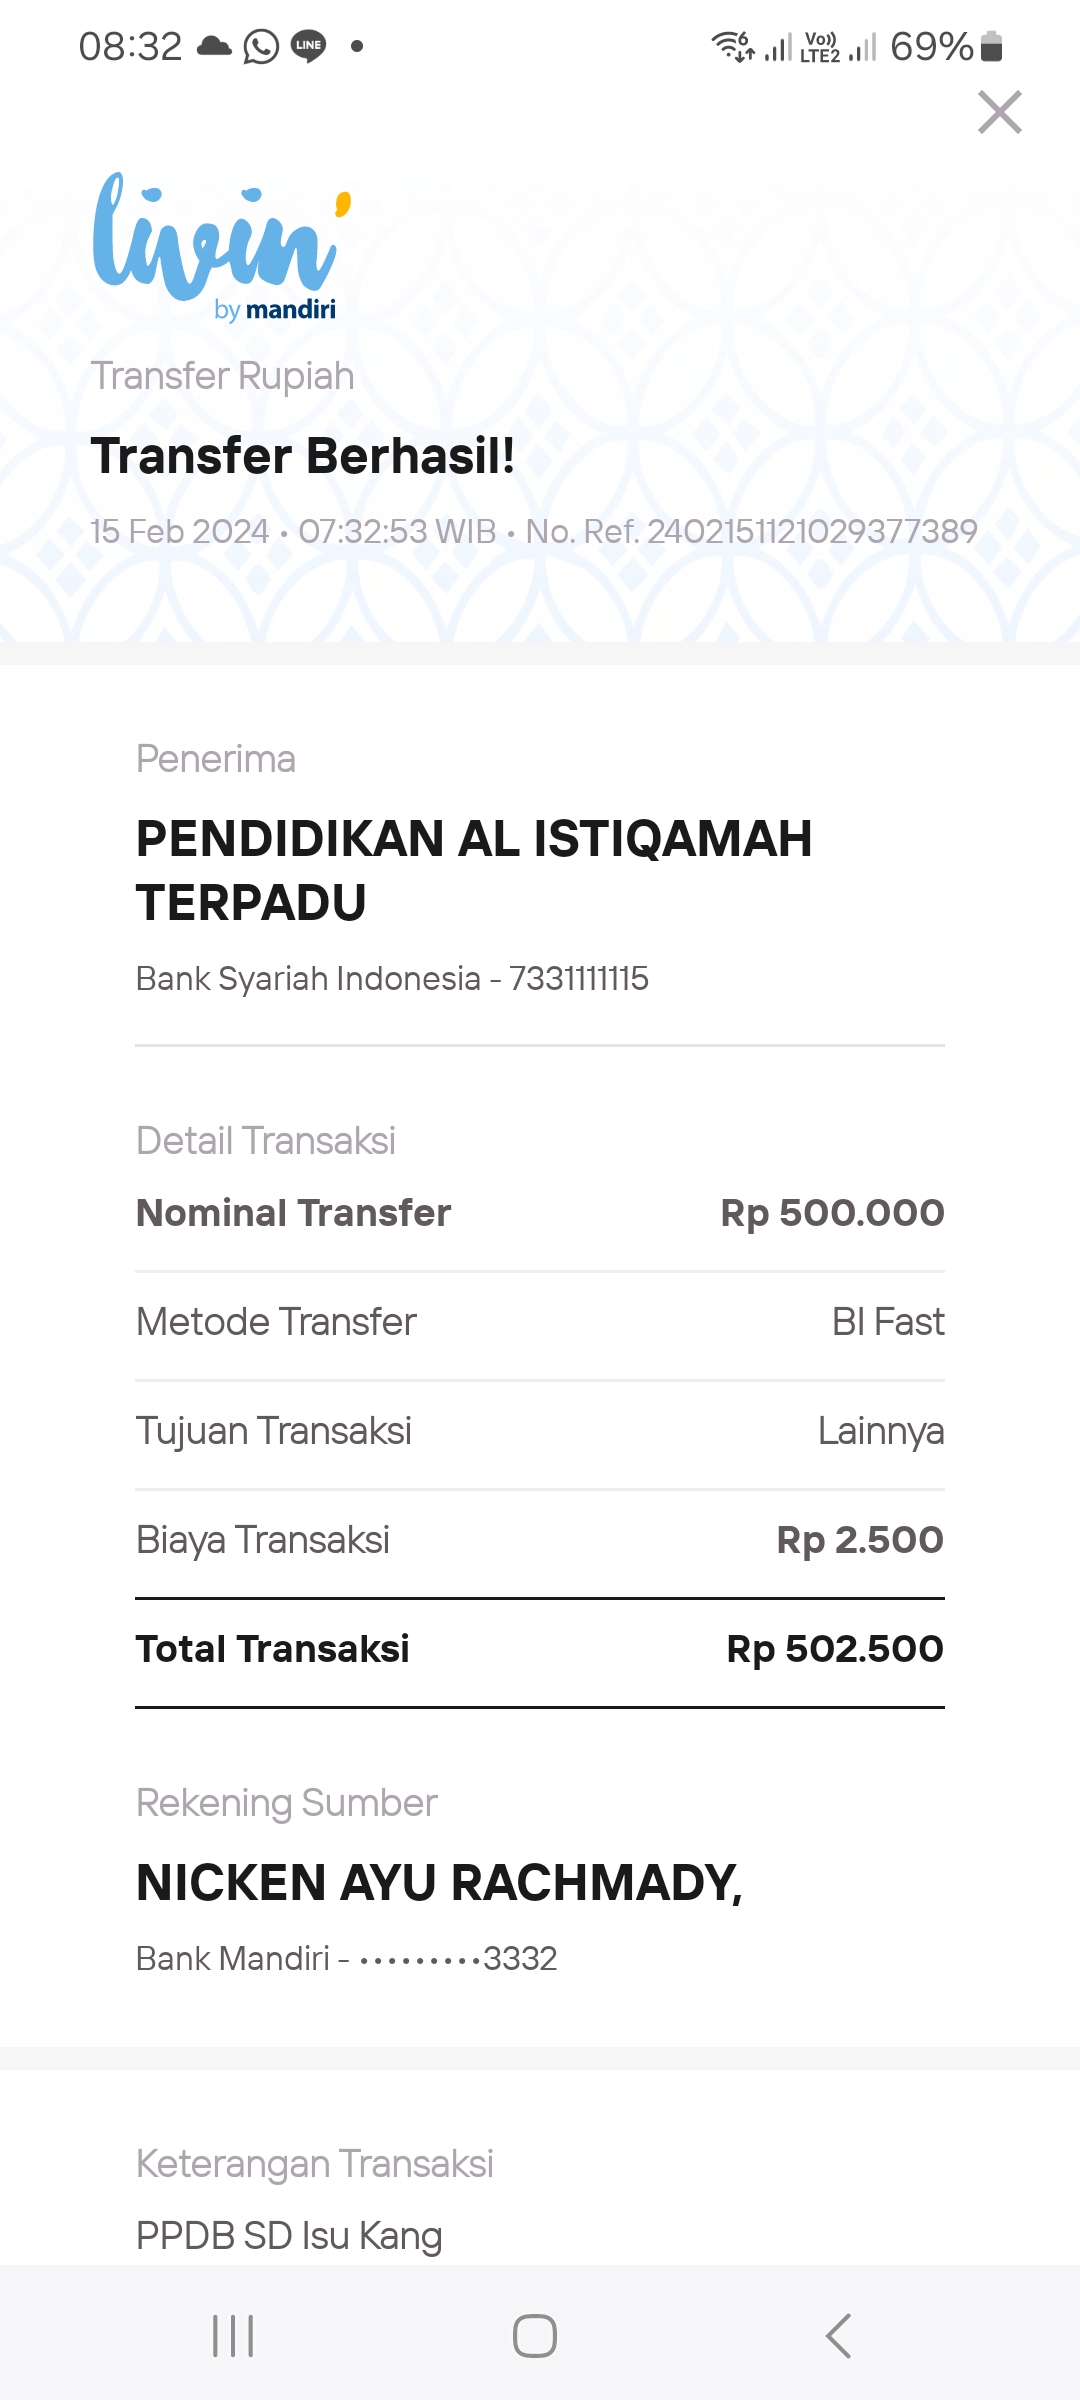 08:32 LINE Vo)) LTE2 69%
livin'
by mandiri
Transfer Rupiah
Transfer Berhasil!
15 Feb 2024 • 07:32:53 WIB • No. Ref. 2402151121029377389
Penerima
PENDIDIKAN AL ISTIQAMAH
TERPADU
Bank Syariah Indonesia - 7331111115
Detail Transaksi
Nominal Transfer Rp 500.000
Metode Transfer BI Fast
Tujuan Transaksi Lainnya
Biaya Transaksi Rp 2.500
Total Transaksi Rp 502.500
Rekening Sumber
NICKEN AYU RACHMADY,
Bank Mandiri - •••••••••3332
Keterangan Transaksi
PPDB SD Isu Kang